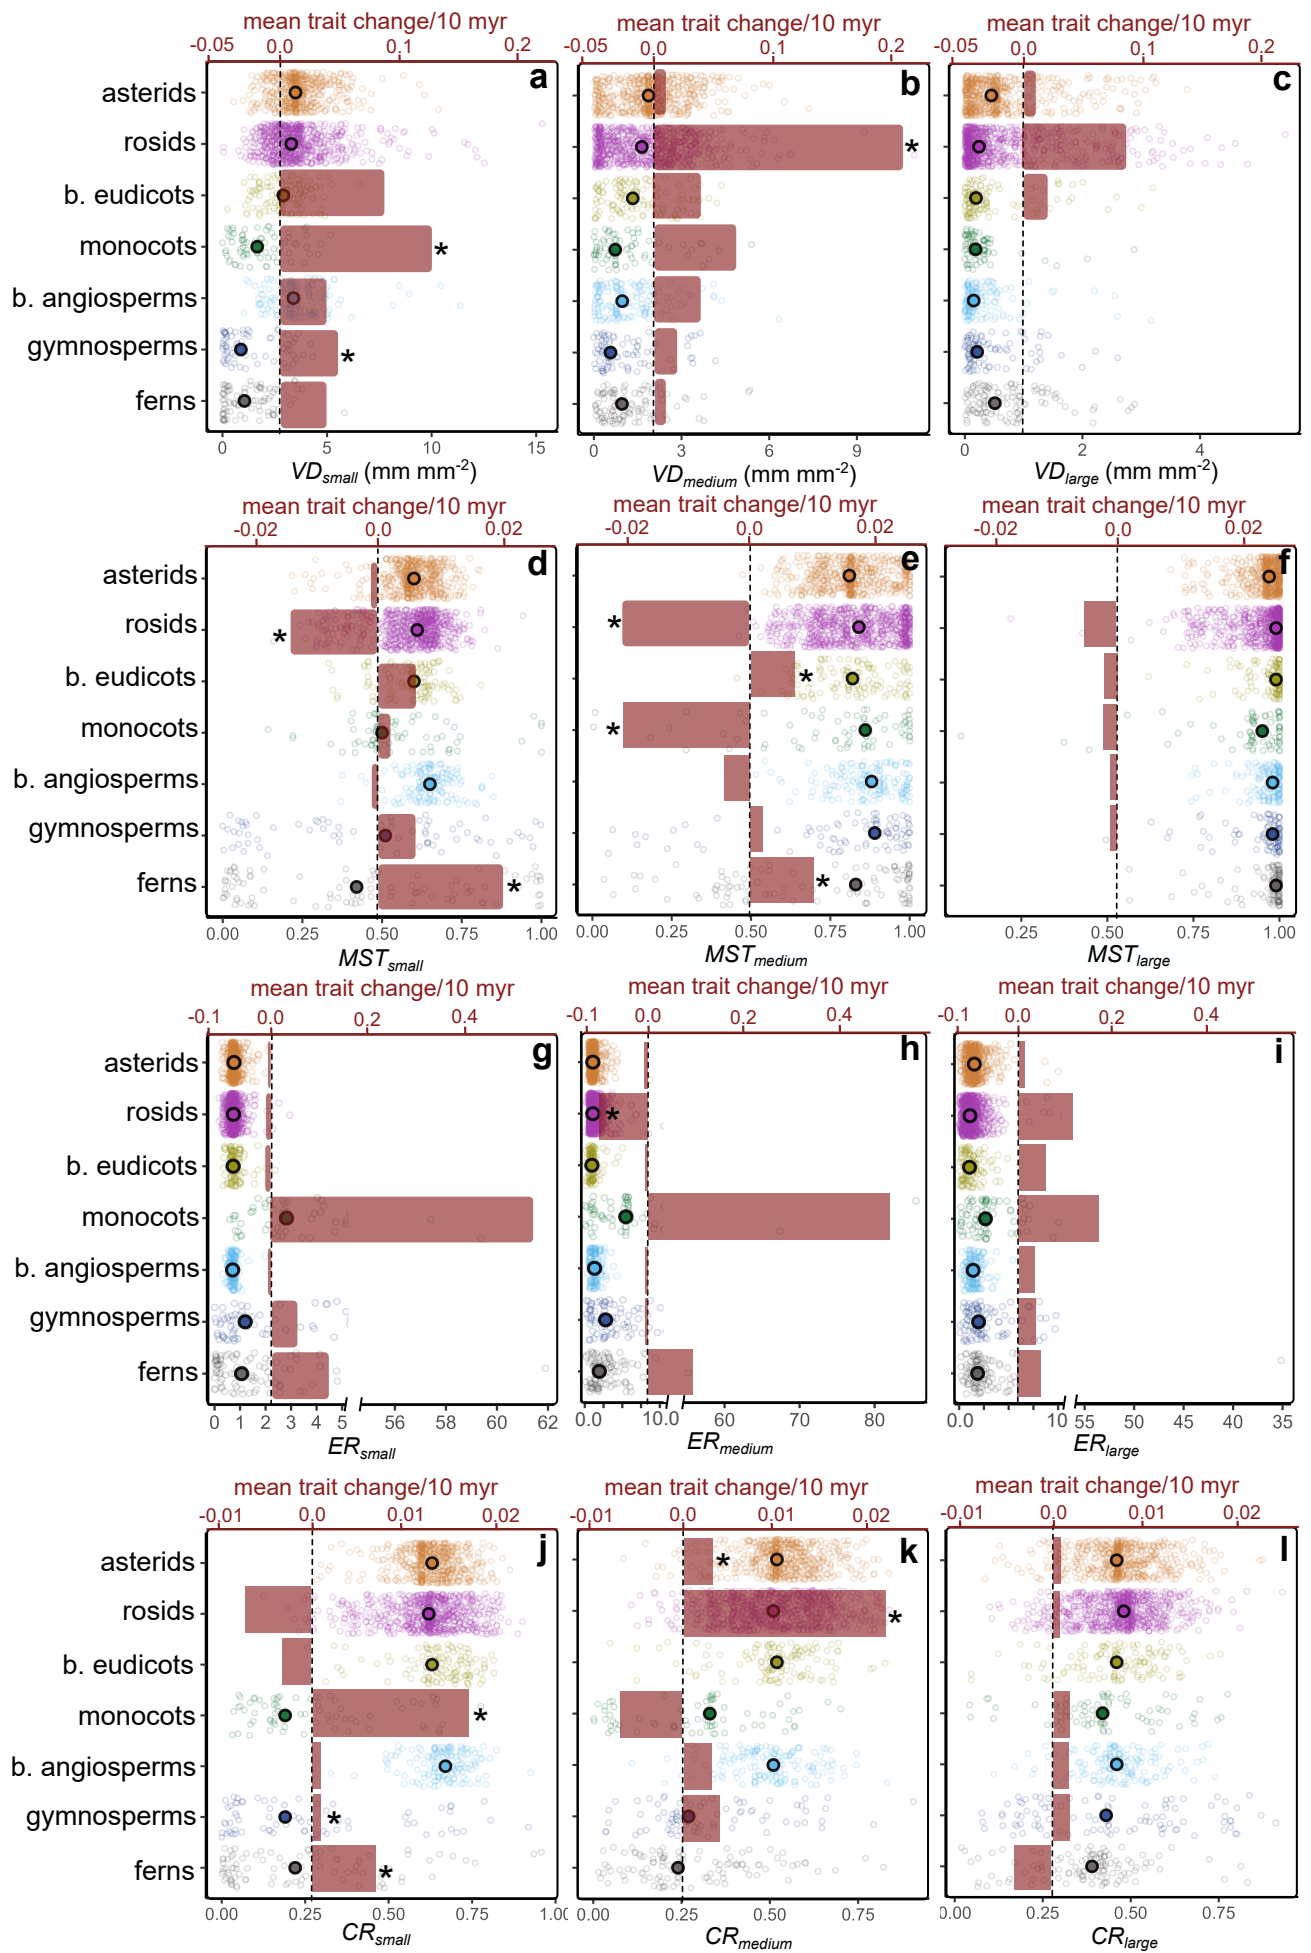 mean trait change/10 myr mean trait change/10 myr mean trait change/10 myr
-0.05 0.0 0.1 0.2 -0.05 0.0 0.1 0.2 -0.05 0.0 0.1 0.2
a b c
asterids
rosids *
b. eudicots
monocots *
b. angiosperms
gymnosperms *
ferns
0 5 10 15 0 3 6 9 0 2 4
VDsmall (mm mm-2) VDmedium (mm mm-2) VDlarge (mm mm-2)
mean trait change/10 myr mean trait change/10 myr mean trait change/10 myr
-0.02 0.0 0.02 -0.02 0.0 0.02 -0.02 0.0 0.02
d e f
asterids
rosids * *
b. eudicots *
monocots *
b. angiosperms
gymnosperms
ferns * *
0.00 0.25 0.50 0.75 1.00 0.00 0.25 0.50 0.75 1.00 0.25 0.50 0.75 1.00
MSTsmall MSTmedium MSTlarge
mean trait change/10 myr mean trait change/10 myr mean trait change/10 myr
-0.1 0.0 0.2 0.4 -0.1 0.0 0.2 0.4 -0.1 0.0 0.2 0.4
g h i
asterids
rosids *
b. eudicots
monocots
b. angiosperms
gymnosperms
ferns
0 1 2 3 4 5 56 58 60 62 0.0 10.0 60 70 80 0.0 10 55 50 45 40 35
ERsmall ERmedium ERlarge
mean trait change/10 myr mean trait change/10 myr mean trait change/10 myr
-0.01 0.0 0.01 0.02 -0.01 0.0 0.01 0.02 -0.01 0.0 0.01 0.02
j k l
asterids *
rosids *
b. eudicots
monocots *
b. angiosperms
gymnosperms *
ferns *
0.00 0.25 0.50 0.75 1.0 0.00 0.25 0.50 0.75 0.00 0.25 0.50 0.75
CRsmall CRmedium CRlarge